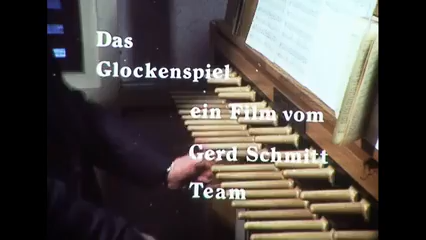 Das
Glockenspiel
ein Film vom
Gerd Schmitt
Team